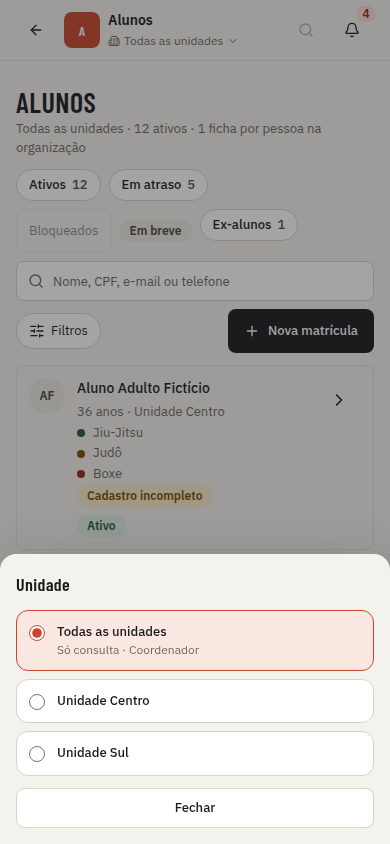 A
Alunos
Todas as unidades
4
ALUNOS
Todas as unidades · 12 ativos · 1 ficha por pessoa na
organização
Ativos 12
Em atraso 5
Bloqueados
Em breve
Ex-alunos 1
Nome, CPF, e-mail ou telefone
Filtros
Nova matrícula
AF
Aluno Adulto Fictício
36 anos · Unidade Centro
Jiu-Jitsu
Judô
Boxe
Cadastro incompleto
Ativo
Unidade
Todas as unidades
Só consulta · Coordenador
Unidade Centro
Unidade Sul
Fechar